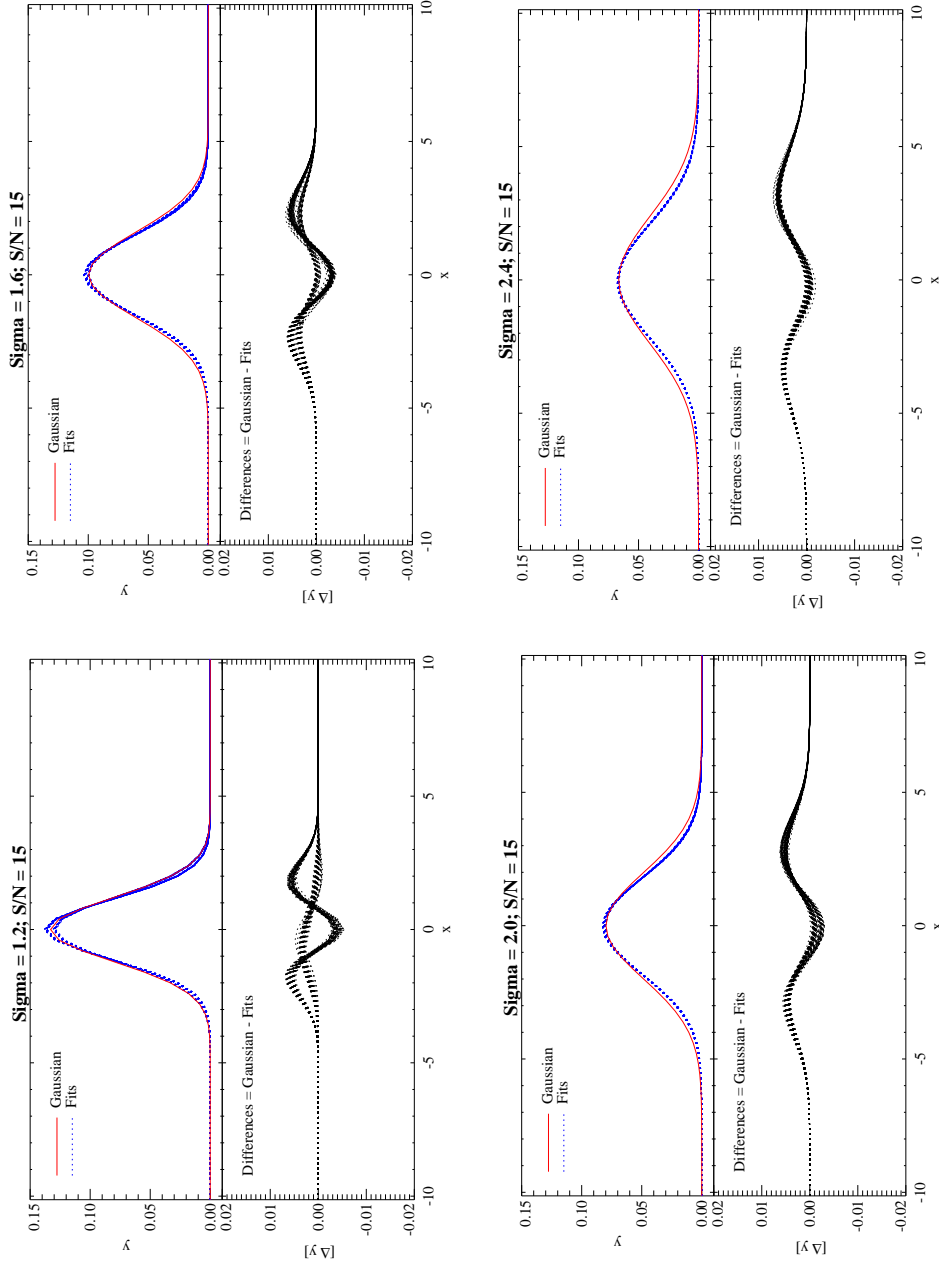 Sigma = 1.2; S/N = 15
0.15
0.10
0.05
0.00
y
Gaussian
Fits
0.02
0.01
0.00
-0.01
-0.02
[Δ y]
Differences = Gaussian - Fits
-10
-5
0
5
10
x
Sigma = 1.6; S/N = 15
0.15
0.10
0.05
0.00
y
Gaussian
Fits
0.02
0.01
0.00
-0.01
-0.02
[Δ y]
Differences = Gaussian - Fits
-10
-5
0
5
10
x
Sigma = 2.0; S/N = 15
0.15
0.10
0.05
0.00
y
Gaussian
Fits
0.02
0.01
0.00
-0.01
-0.02
[Δ y]
Differences = Gaussian - Fits
-10
-5
0
5
10
x
Sigma = 2.4; S/N = 15
0.15
0.10
0.05
0.00
y
Gaussian
Fits
0.02
0.01
0.00
-0.01
-0.02
[Δ y]
Differences = Gaussian - Fits
-10
-5
0
5
10
x